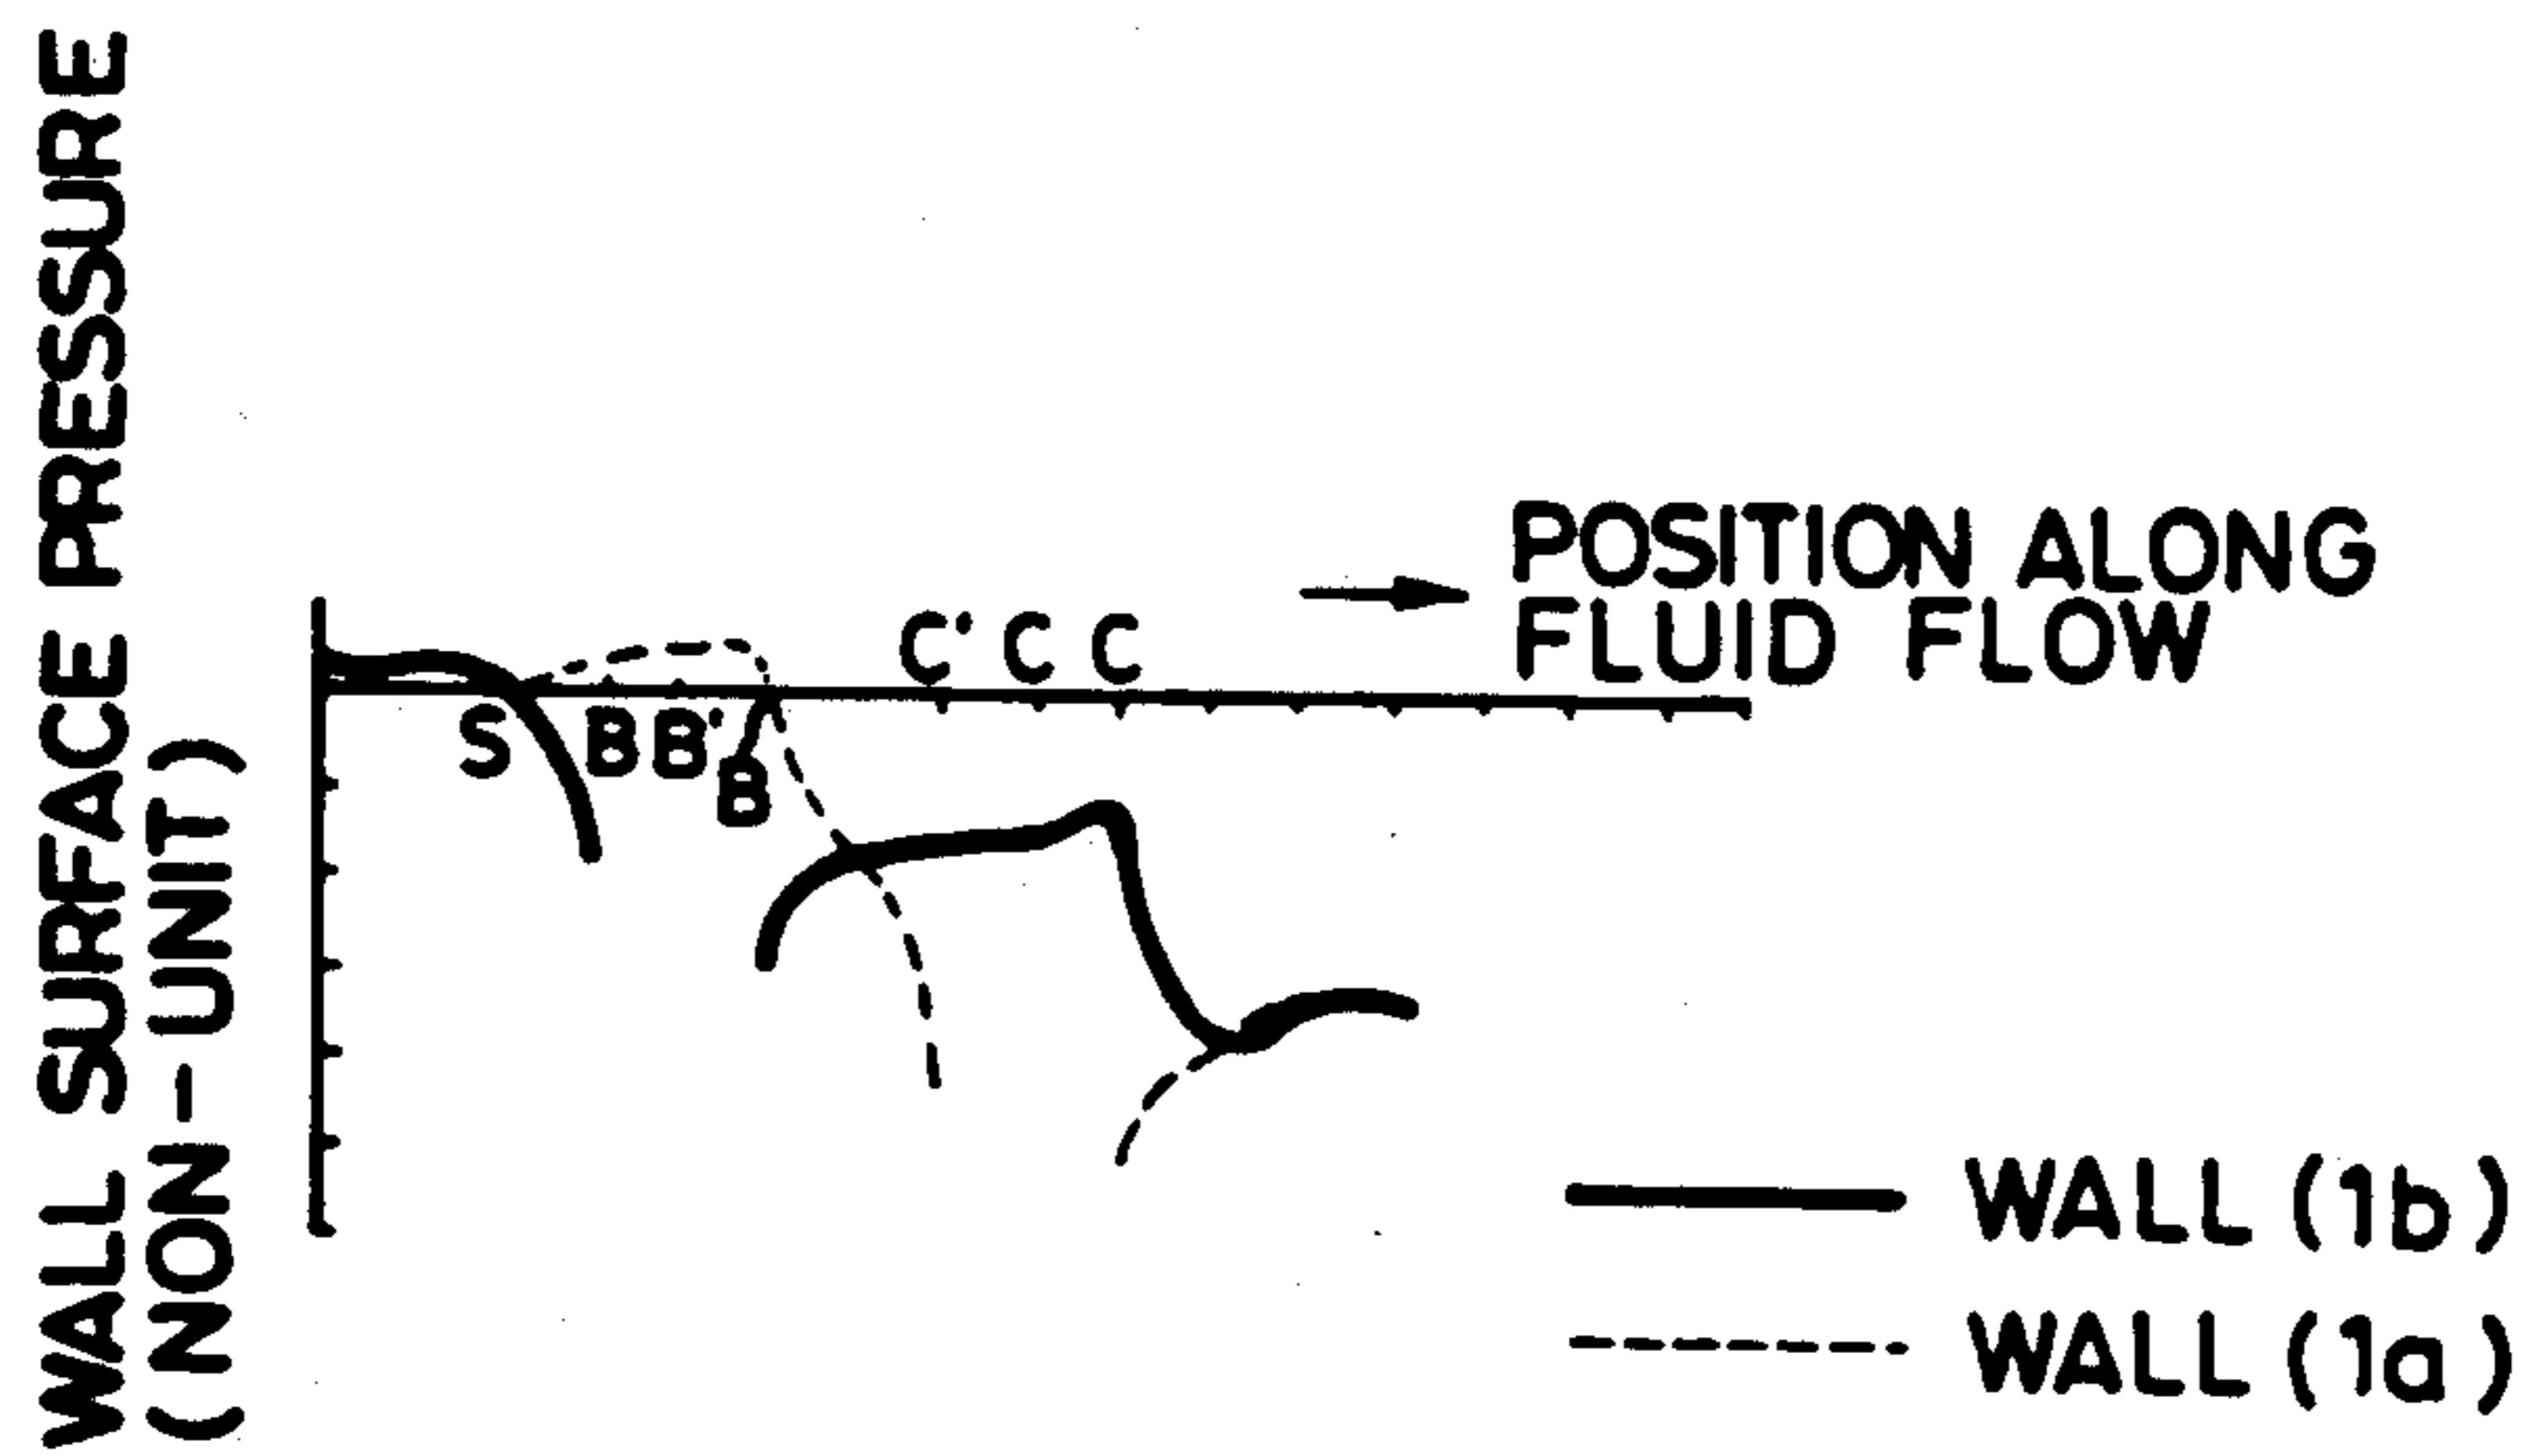 WALL SURFACE PRESSURE
(NON-UNIT)
POSITION ALONG
FLUID FLOW
C' C C
S B B'
B
WALL (1b)
WALL (1a)